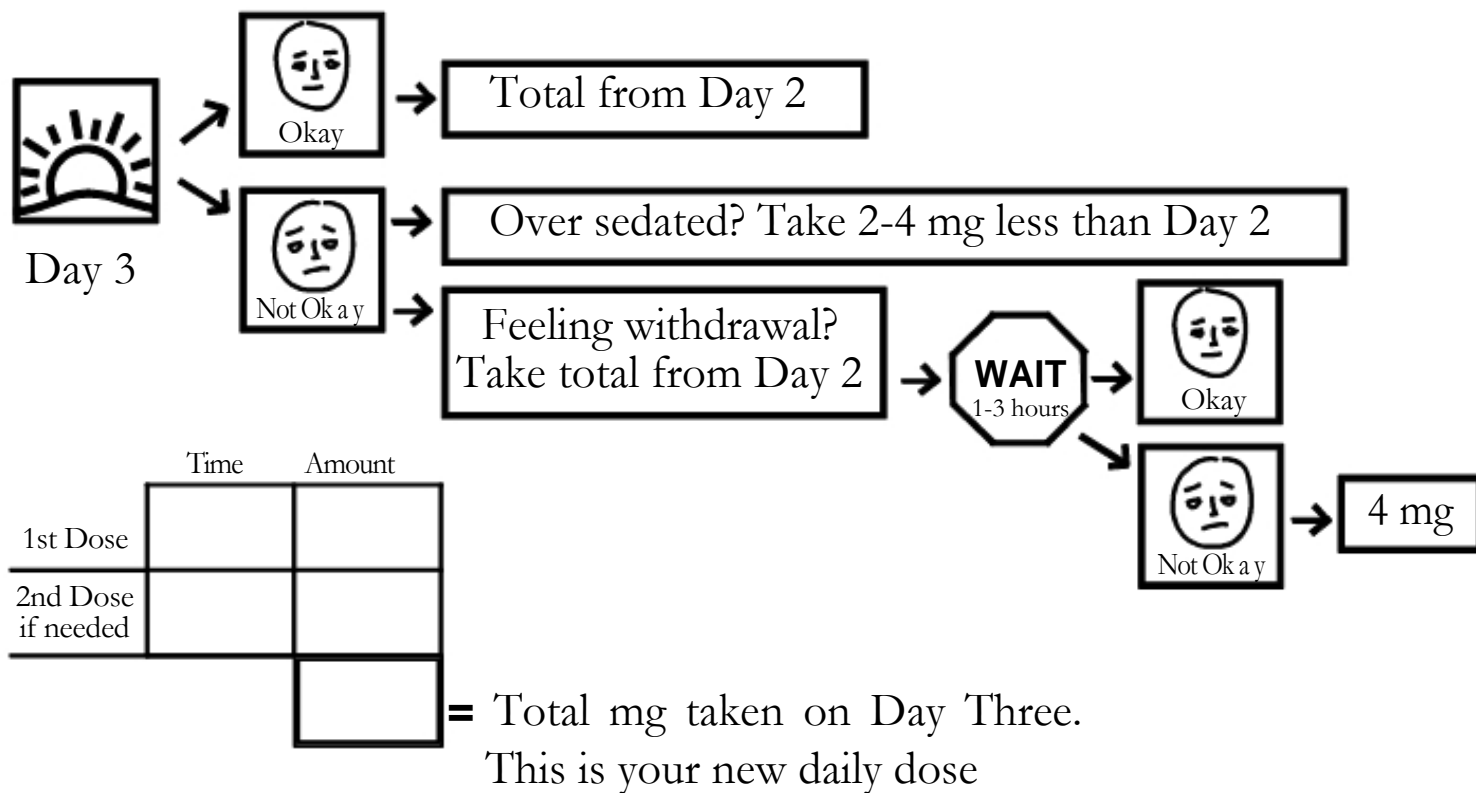 Okay
Total from Day 2
Day 3
Over sedated? Take 2-4 mg less than Day 2
Not Okay
Feeling withdrawal?
Take total from Day 2
WAIT
1-3 hours
Okay
Not Okay
4 mg
Time Amount
1st Dose
2nd Dose
if needed
= Total mg taken on Day Three.
This is your new daily dose